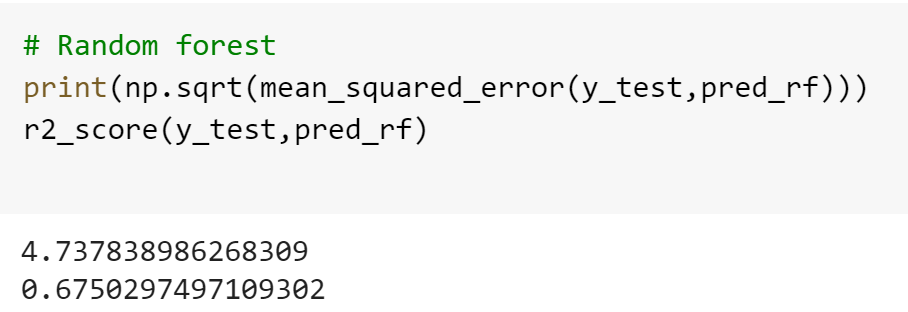 # Random forest
print(np.sqrt(mean_squared_error(y_test,pred_rf)))
r2_score(y_test,pred_rf)
4.737838986268309
0.6750297497109302